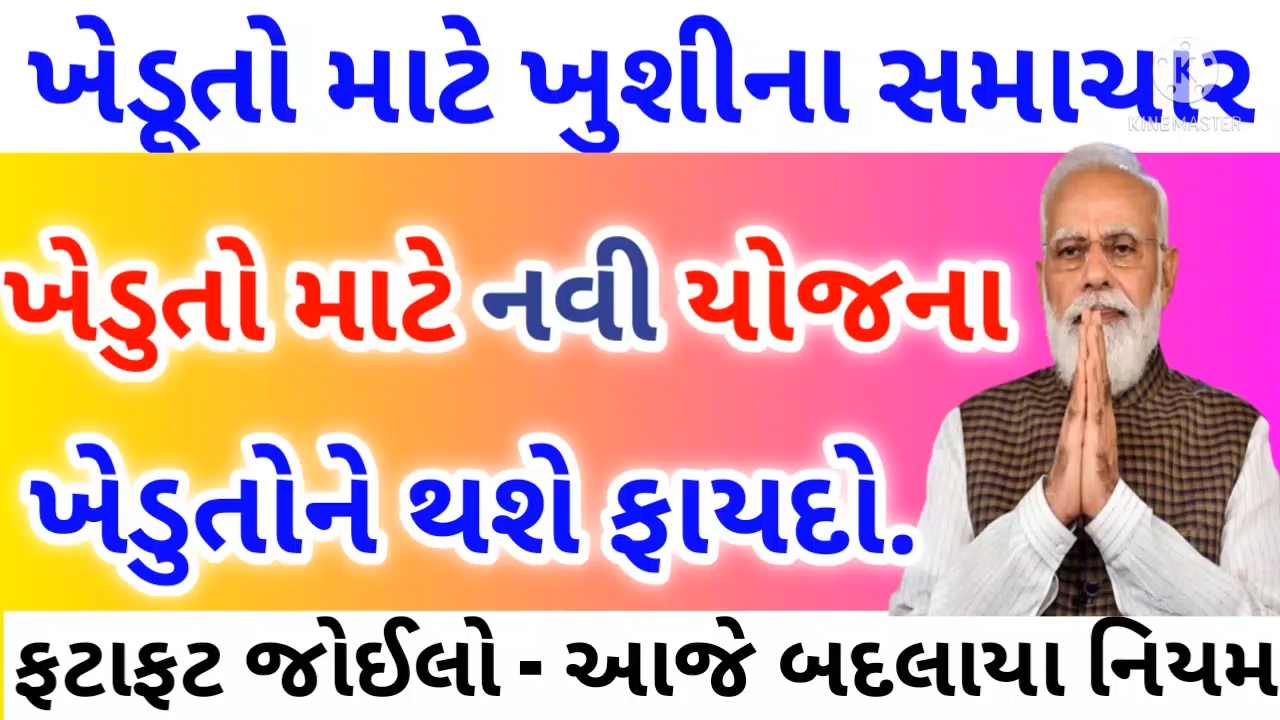 ખેડૂતો માટે ખુશીના સમાચાર
K
KINEMASTER
ખેડુતો માટે નવી યોજના
ખેડુતોને થશે ફાયદો.
ફટાફટ જોઈલો - આજે બદલાયા નિયમ